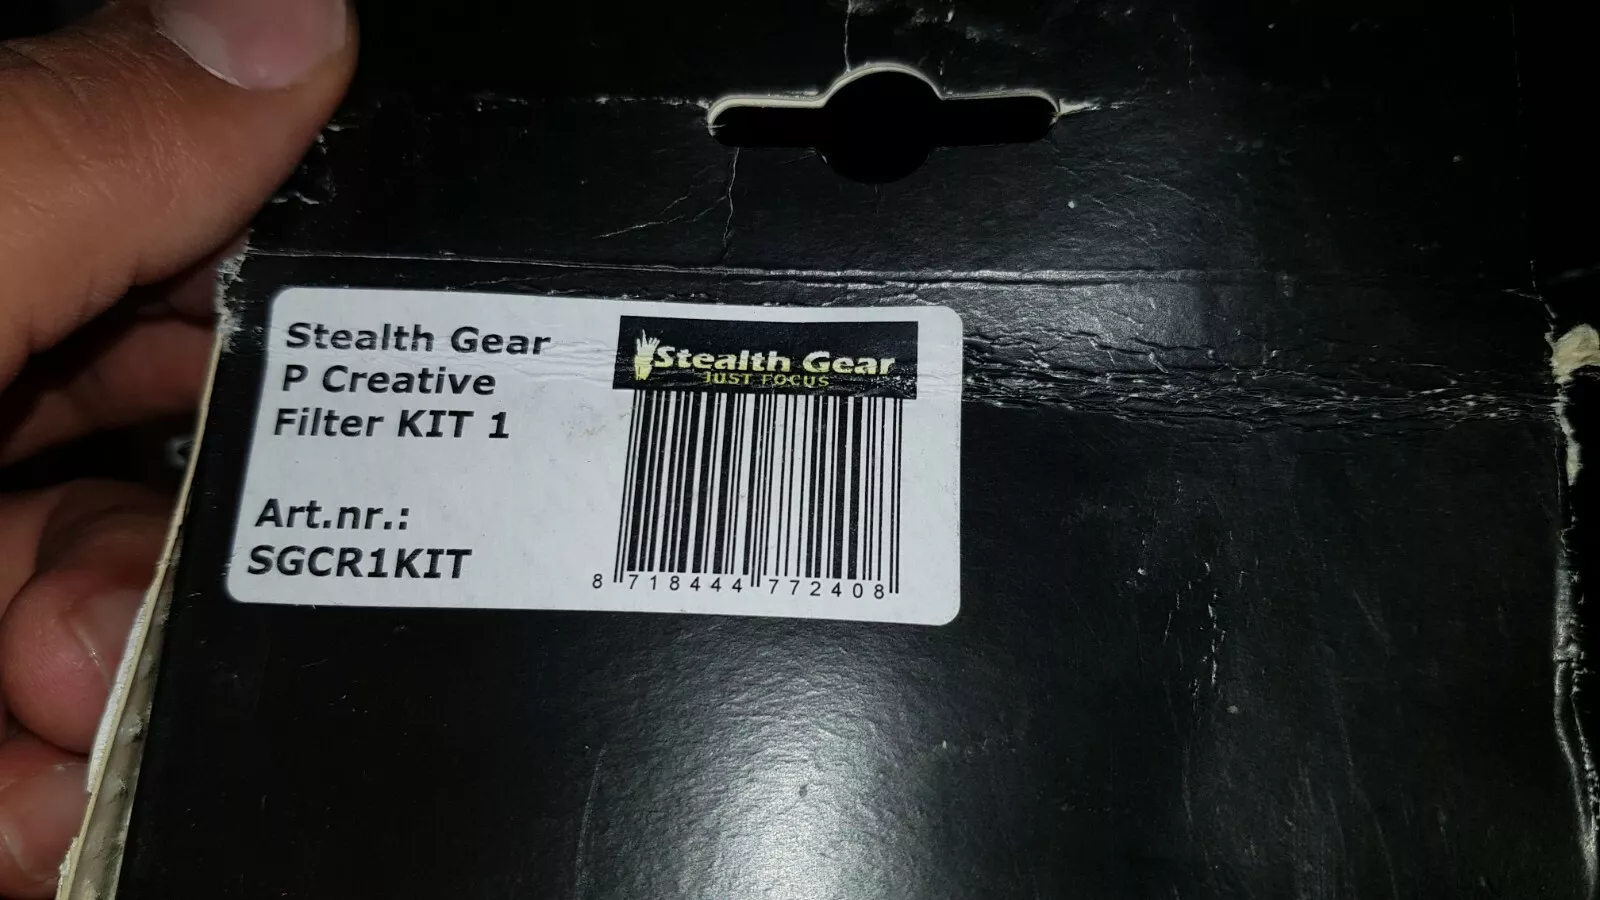 Stealth Gear
P Creative
Filter KIT 1
Art.nr.:
SGCR1KIT
Stealth Gear
JUST FOCUS
8 718444 772408